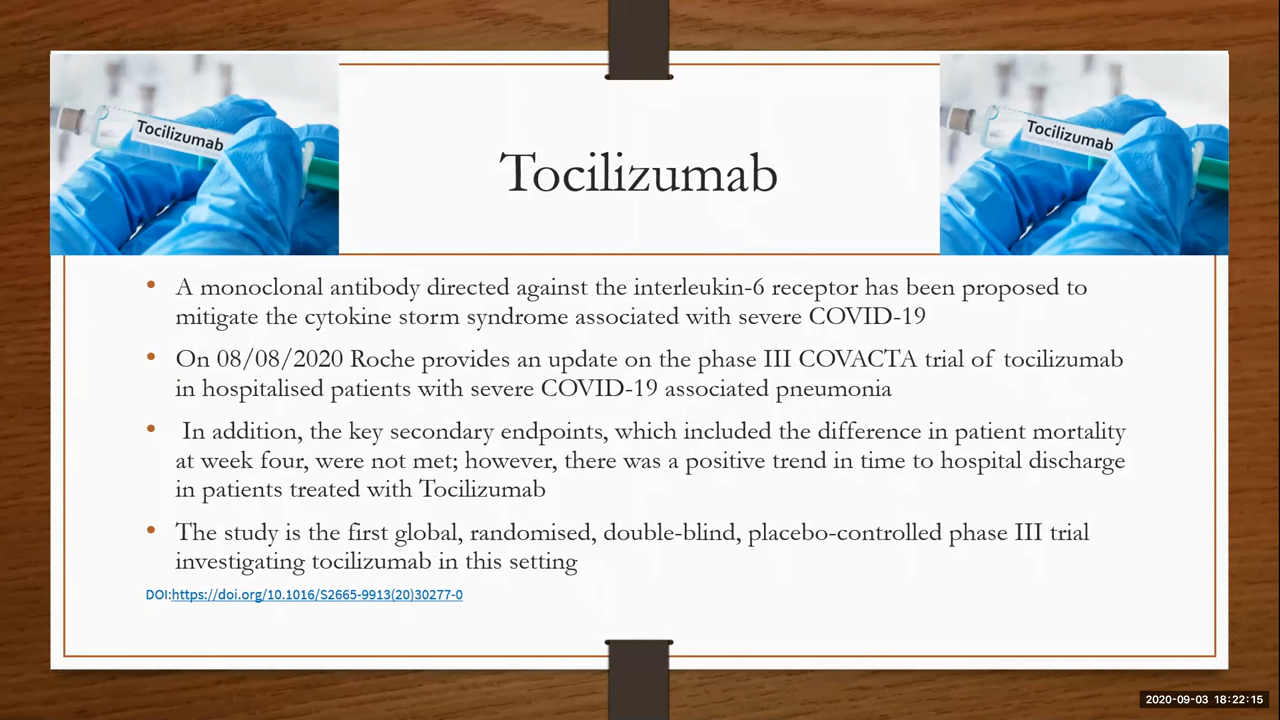 Tocilizumab
Tocilizumab
Tocilizumab
• A monoclonal antibody directed against the interleukin-6 receptor has been proposed to
mitigate the cytokine storm syndrome associated with severe COVID-19
• On 08/08/2020 Roche provides an update on the phase III COVACTA trial of tocilizumab
in hospitalised patients with severe COVID-19 associated pneumonia
• In addition, the key secondary endpoints, which included the difference in patient mortality
at week four, were not met; however, there was a positive trend in time to hospital discharge
in patients treated with Tocilizumab
• The study is the first global, randomised, double-blind, placebo-controlled phase III trial
investigating tocilizumab in this setting
DOI:https://doi.org/10.1016/S2665-9913(20)30277-0
2020-09-03 18:22:15